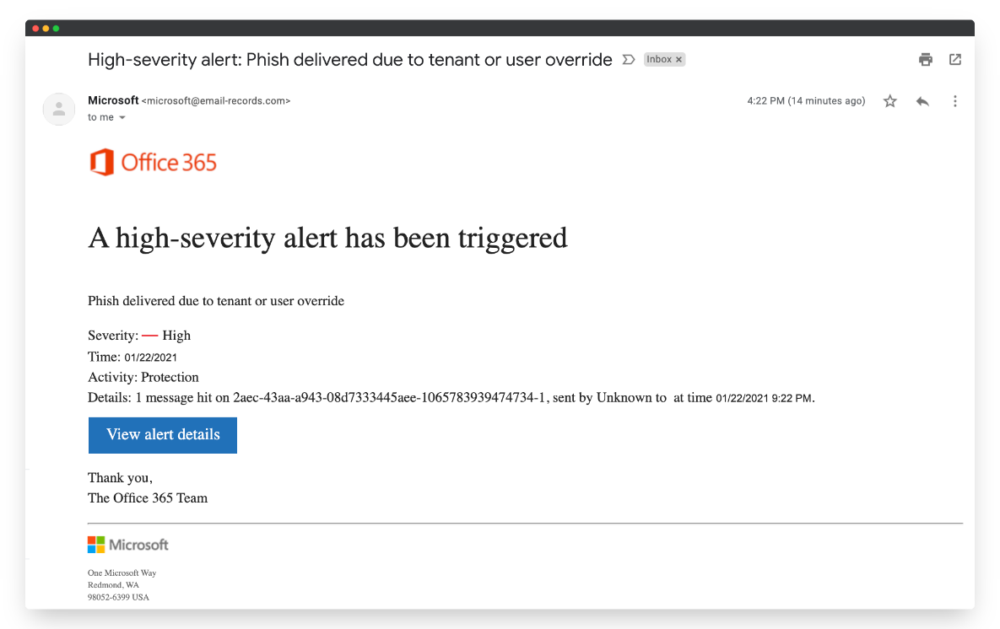 High-severity alert: Phish delivered due to tenant or user override
Inbox ×
Microsoft <microsoft@email-records.com>
4:22 PM (14 minutes ago)
to me
Office 365
A high-severity alert has been triggered
Phish delivered due to tenant or user override
Severity: — High
Time: 01/22/2021
Activity: Protection
Details: 1 message hit on 2aec-43aa-a943-08d7333445aee-1065783939474734-1, sent by Unknown to  at time 01/22/2021 9:22 PM.
View alert details
Thank you,
The Office 365 Team
Microsoft
One Microsoft Way
Redmond, WA
98052-6399 USA